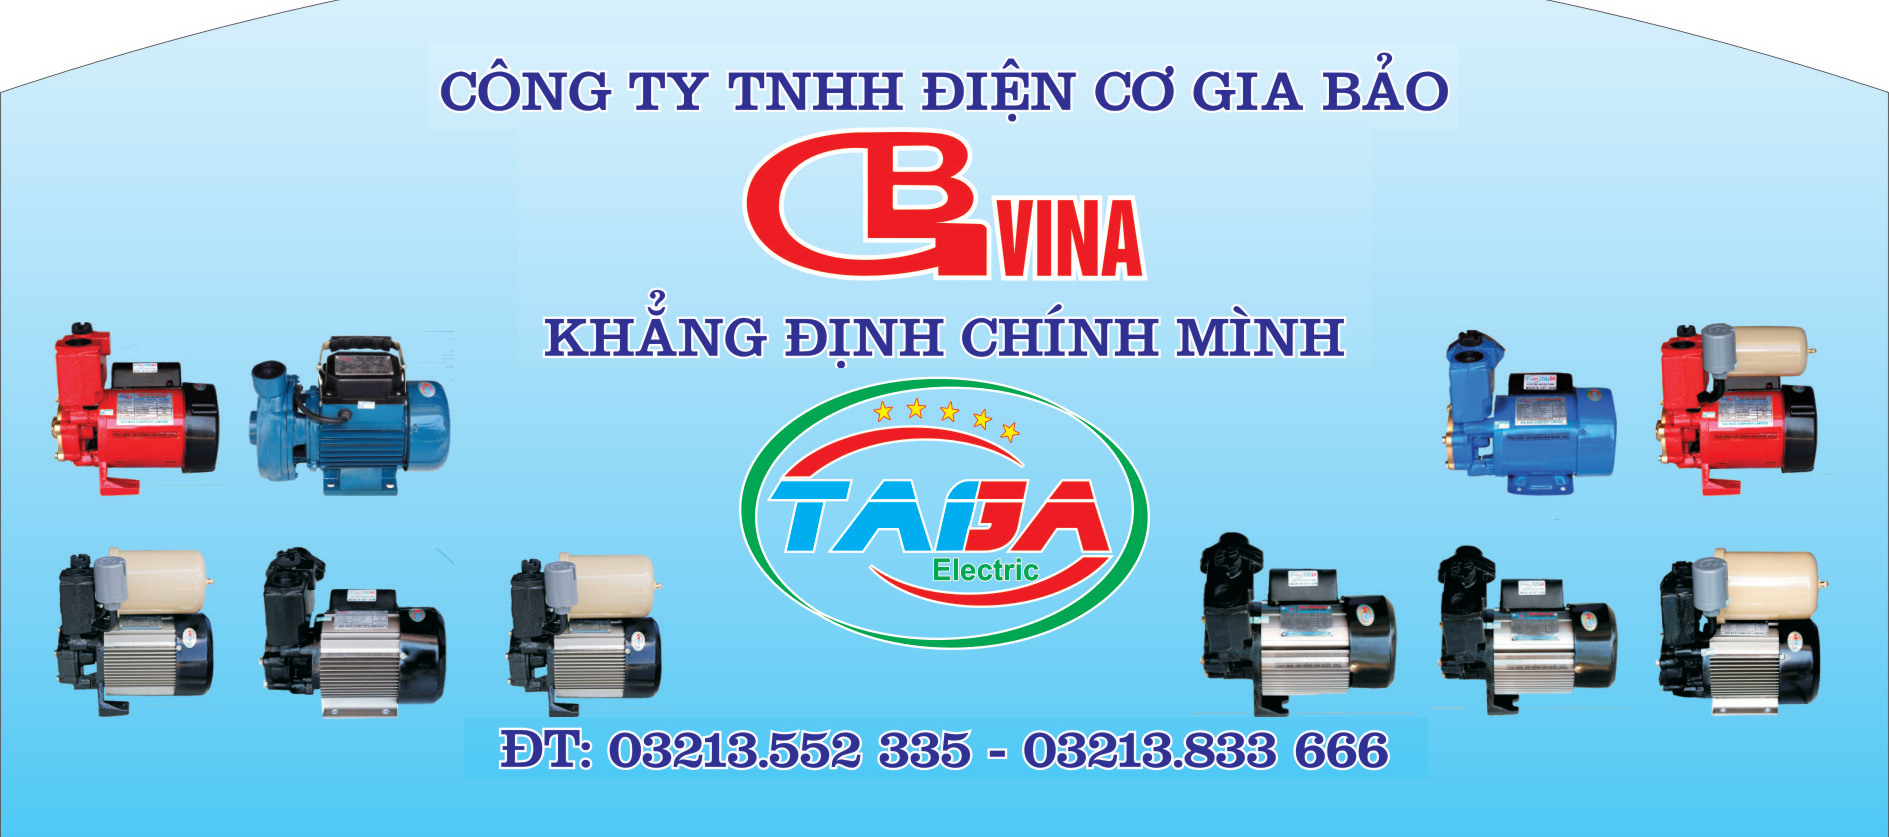 CÔNG TY TNHH ĐIỆN CƠ GIA BẢO
GB VINA
KHẲNG ĐỊNH CHÍNH MÌNH
TAGA
Electric
ĐT: 03213.552 335 - 03213.833 666